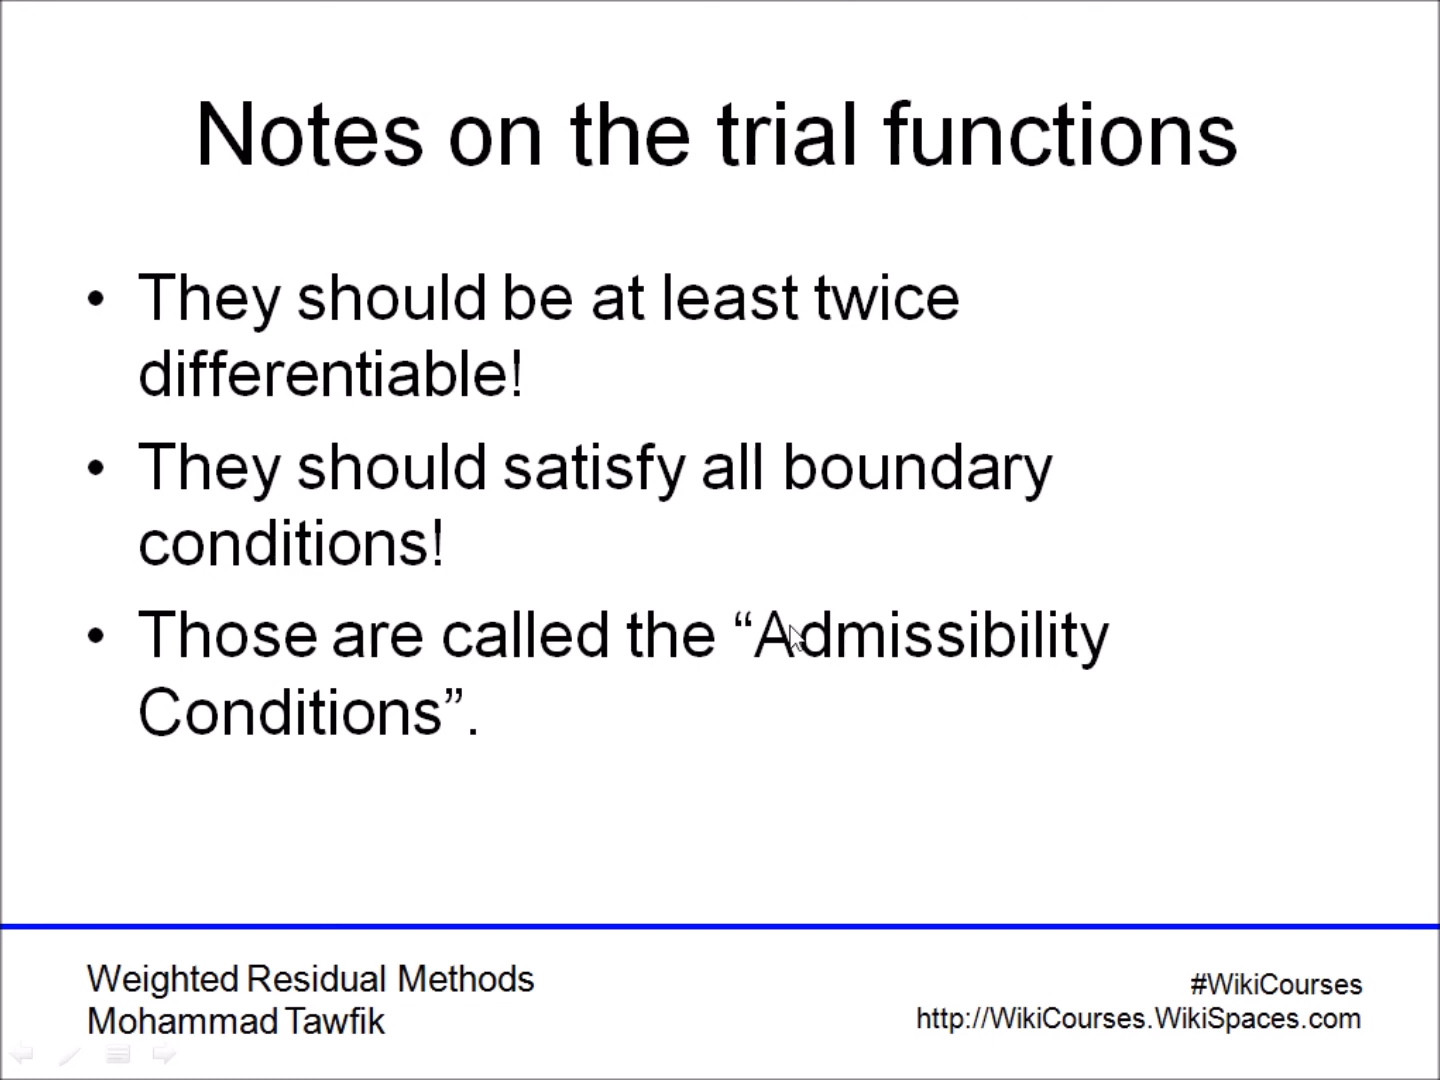 Notes on the trial functions
• They should be at least twice
differentiable!
• They should satisfy all boundary
conditions!
• Those are called the “Admissibility
Conditions”.
Weighted Residual Methods
Mohammad Tawfik
#WikiCourses
http://WikiCourses.WikiSpaces.com